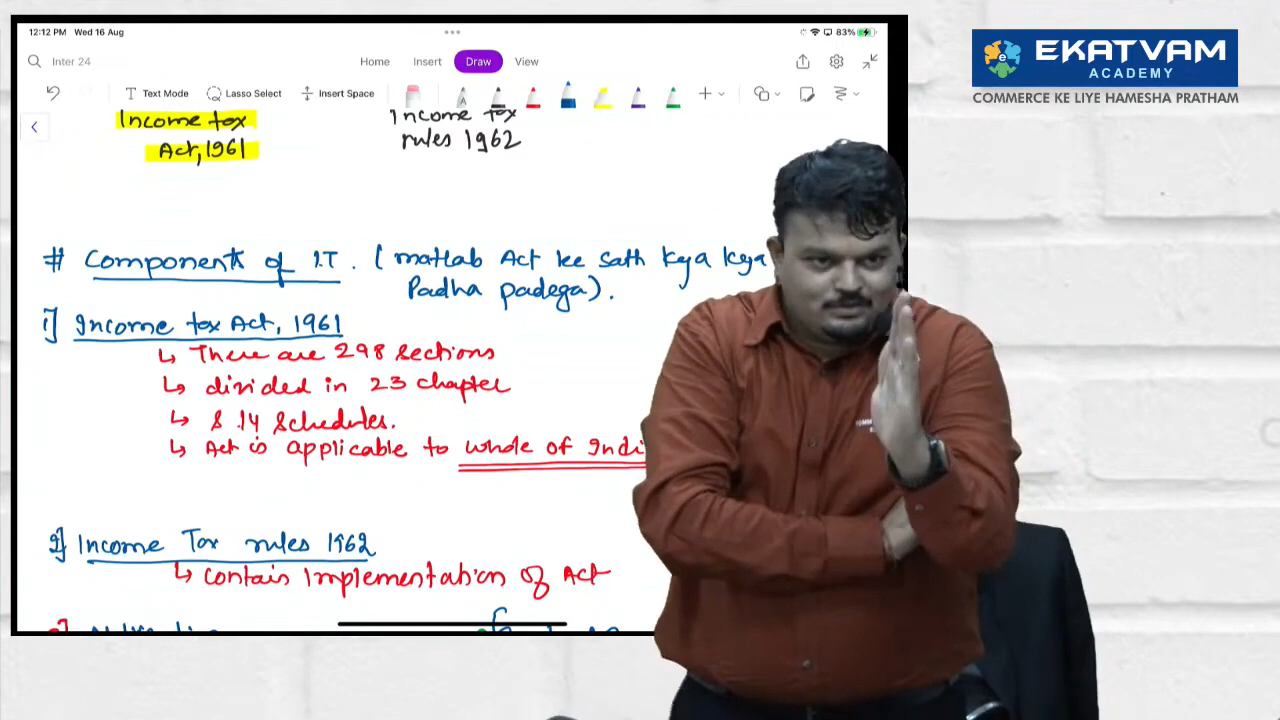 12:12 PM Wed 16 Aug
83%
Inter 24
Home Insert Draw View
Text Mode Lasso Select Insert Space
Income tax
Act, 1961
Income tax
rules 1962
# Components of I.T. (matlab Act ke sath kya kya
Padha padega).
1] Income tax Act, 1961
↳ There are 298 sections
↳ divided in 23 chapter
↳ & 14 Schedules.
↳ Act is applicable to whole of Indi
2] Income Tax rules 1962
↳ Contain Implementation of Act
EKATVAM
ACADEMY
COMMERCE KE LIYE HAMESHA PRATHAM